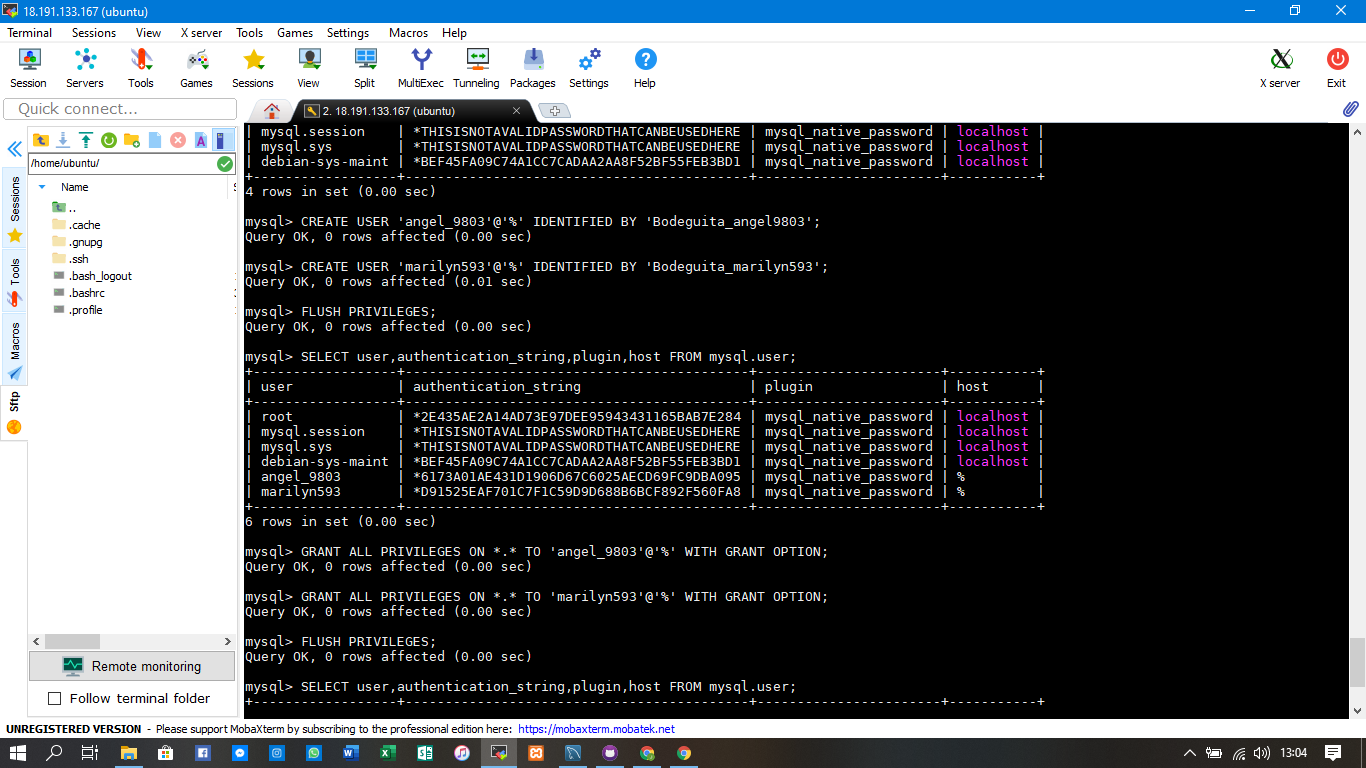 18.191.133.167 (ubuntu)
Terminal Sessions View X server Tools Games Settings Macros Help
Session Servers Tools Games Sessions View Split MultiExec Tunneling Packages Settings Help X server Exit
Quick connect...
2. 18.191.133.167 (ubuntu)
/home/ubuntu/
Name
..
.cache
.gnupg
.ssh
.bash_logout
.bashrc
.profile
Sessions
Tools
Macros
Sftp
Remote monitoring
Follow terminal folder
| mysql.session    | *THISISNOTAVALIDPASSWORDTHATCANBEUSEDHERE | mysql_native_password | localhost |
| mysql.sys        | *THISISNOTAVALIDPASSWORDTHATCANBEUSEDHERE | mysql_native_password | localhost |
| debian-sys-maint | *BEF45FA09C74A1CC7CADAA2AA8F52BF55FEB3BD1 | mysql_native_password | localhost |
+------------------+-------------------------------------------+-----------------------+-----------+
4 rows in set (0.00 sec)
mysql> CREATE USER 'angel_9803'@'%' IDENTIFIED BY 'Bodeguita_angel9803';
Query OK, 0 rows affected (0.00 sec)
mysql> CREATE USER 'marilyn593'@'%' IDENTIFIED BY 'Bodeguita_marilyn593';
Query OK, 0 rows affected (0.01 sec)
mysql> FLUSH PRIVILEGES;
Query OK, 0 rows affected (0.00 sec)
mysql> SELECT user,authentication_string,plugin,host FROM mysql.user;
+------------------+-------------------------------------------+-----------------------+-----------+
| user             | authentication_string                     | plugin                | host      |
+------------------+-------------------------------------------+-----------------------+-----------+
| root             | *2E435AE2A14AD73E97DEE95943431165BAB7E284 | mysql_native_password | localhost |
| mysql.session    | *THISISNOTAVALIDPASSWORDTHATCANBEUSEDHERE | mysql_native_password | localhost |
| mysql.sys        | *THISISNOTAVALIDPASSWORDTHATCANBEUSEDHERE | mysql_native_password | localhost |
| debian-sys-maint | *BEF45FA09C74A1CC7CADAA2AA8F52BF55FEB3BD1 | mysql_native_password | localhost |
| angel_9803       | *6173A01AE431D1906D67C6025AECD69FC9DBA095 | mysql_native_password | %         |
| marilyn593       | *D91525EAF701C7F1C59D9D688B6BCF892F560FA8 | mysql_native_password | %         |
+------------------+-------------------------------------------+-----------------------+-----------+
6 rows in set (0.00 sec)
mysql> GRANT ALL PRIVILEGES ON *.* TO 'angel_9803'@'%' WITH GRANT OPTION;
Query OK, 0 rows affected (0.00 sec)
mysql> GRANT ALL PRIVILEGES ON *.* TO 'marilyn593'@'%' WITH GRANT OPTION;
Query OK, 0 rows affected (0.00 sec)
mysql> FLUSH PRIVILEGES;
Query OK, 0 rows affected (0.00 sec)
mysql> SELECT user,authentication_string,plugin,host FROM mysql.user;
+------------------+-------------------------------------------+-----------------------+-----------+
UNREGISTERED VERSION - Please support MobaXterm by subscribing to the professional edition here: https://mobaxterm.mobatek.net
13:04